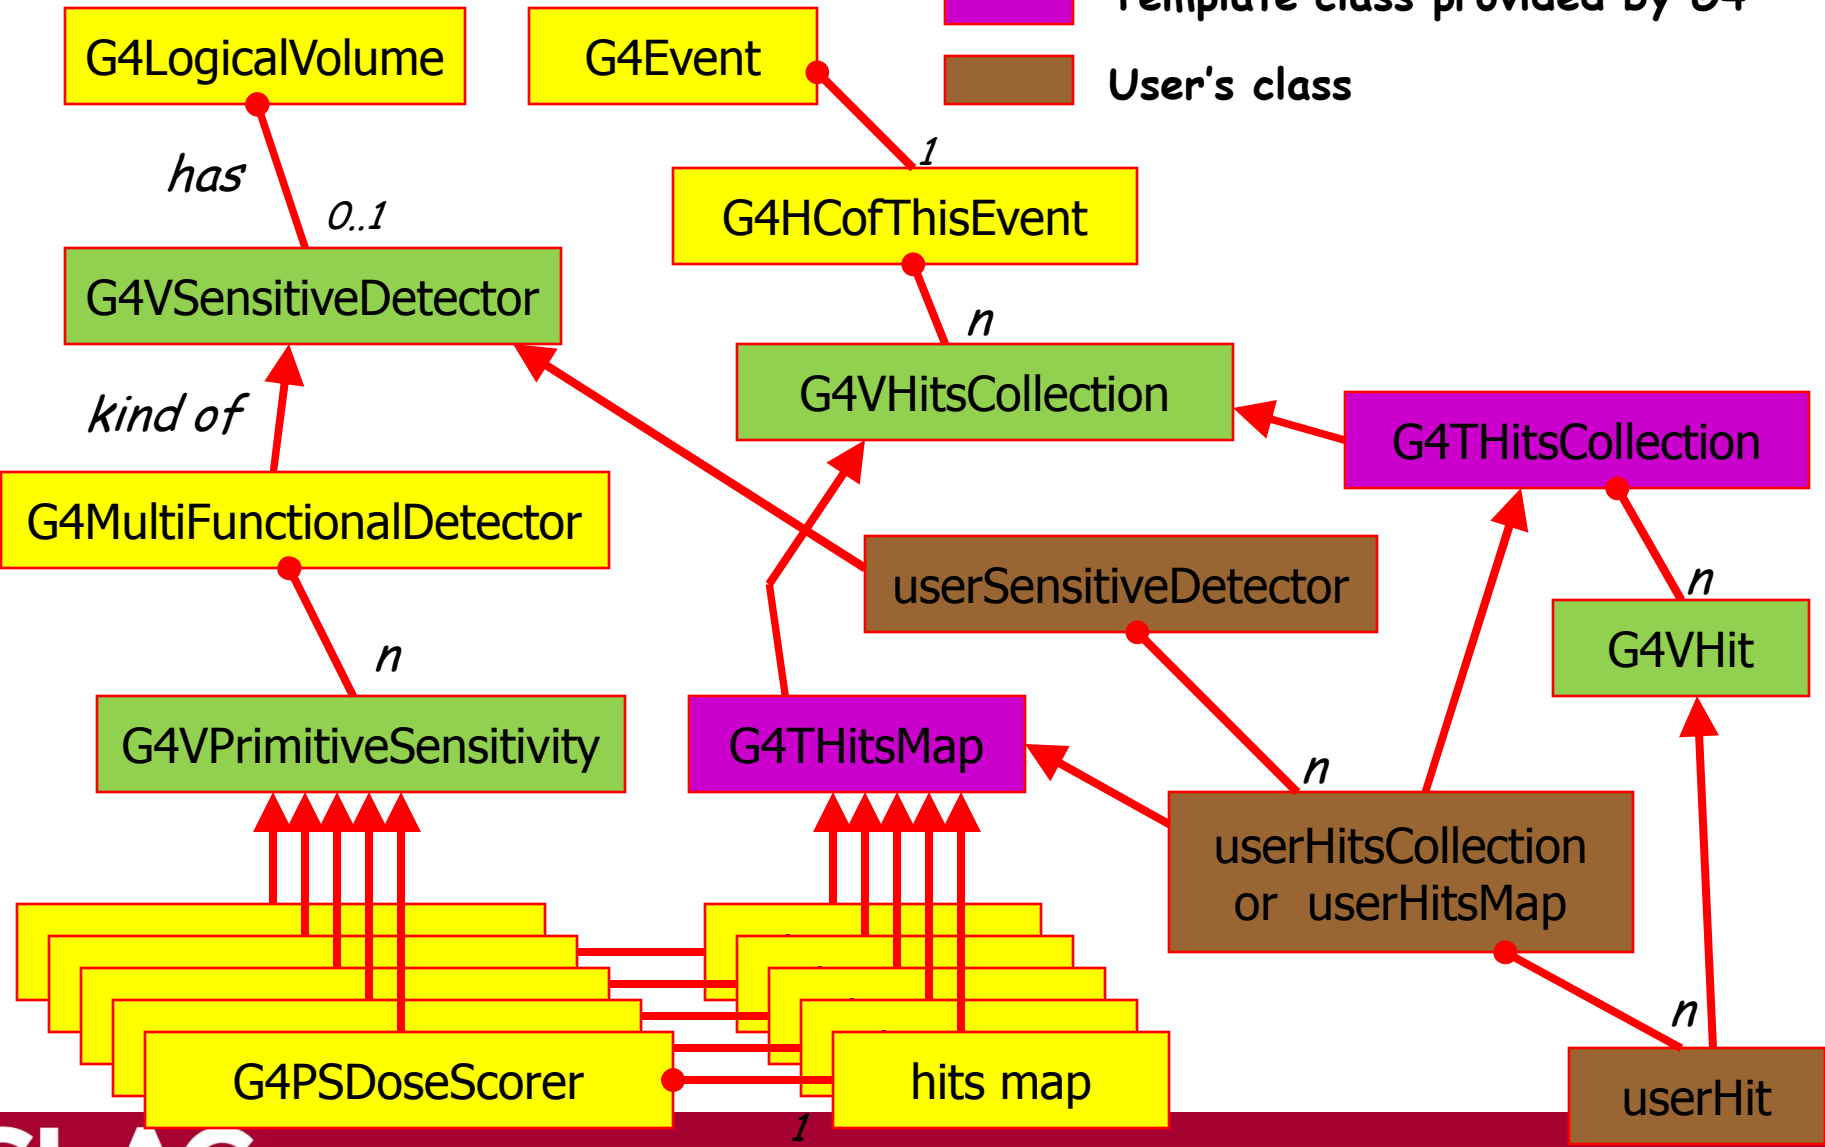 Template class provided by G4
G4LogicalVolume
G4Event
User's class
1
has
0..1
G4HCofThisEvent
G4VSensitiveDetector
n
G4VHitsCollection
kind of
G4THitsCollection
G4MultiFunctionalDetector
userSensitiveDetector
n
G4VHit
n
G4VPrimitiveSensitivity
G4THitsMap
n
userHitsCollection
or userHitsMap
n
G4PSDoseScorer
hits map
userHit
1
SLAC